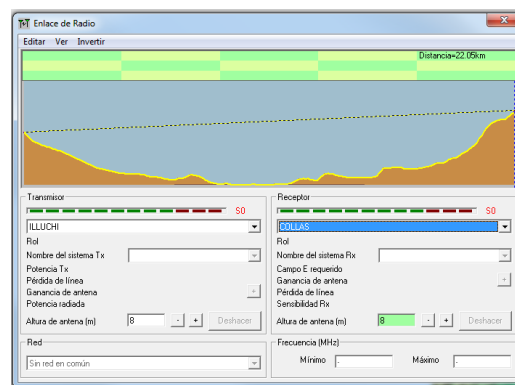 Enlace de Radio
Editar Ver Invertir
Distancia=22.05km
Transmisor
S0
ILLUCHI
Rol
Nombre del sistema Tx
Potencia Tx
Pérdida de línea
Ganancia de antena
+
Potencia radiada
Altura de antena (m) 8 - + Deshacer
Red
Sin red en común
Receptor
S0
COLLAS
Rol
Nombre del sistema Rx
Campo E requerido
Ganancia de antena
+
Pérdida de línea
Sensibilidad Rx
Altura de antena (m) 8 - + Deshacer
Frecuencia (MHz)
Mínimo - Máximo -